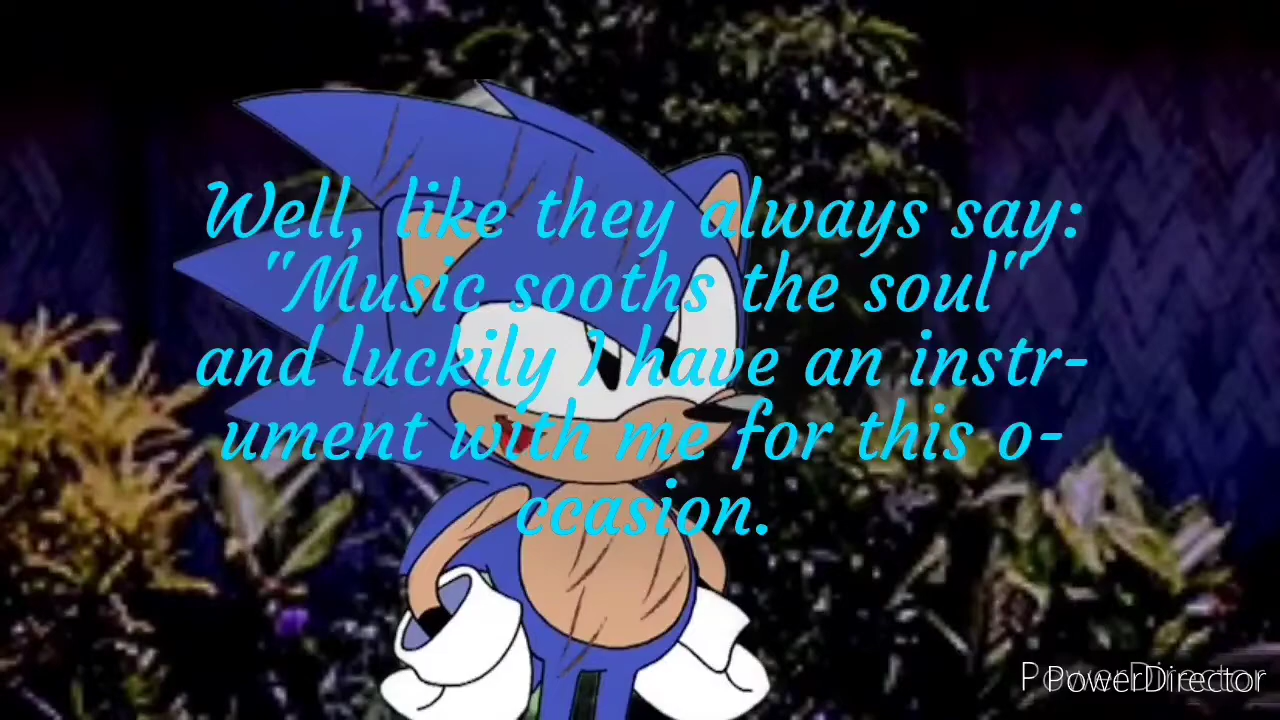 Well, like they always say:
"Music sooths the soul"
and luckily I have an instr-
ument with me for this o-
ccasion.
PowerDirector
PowerDirector